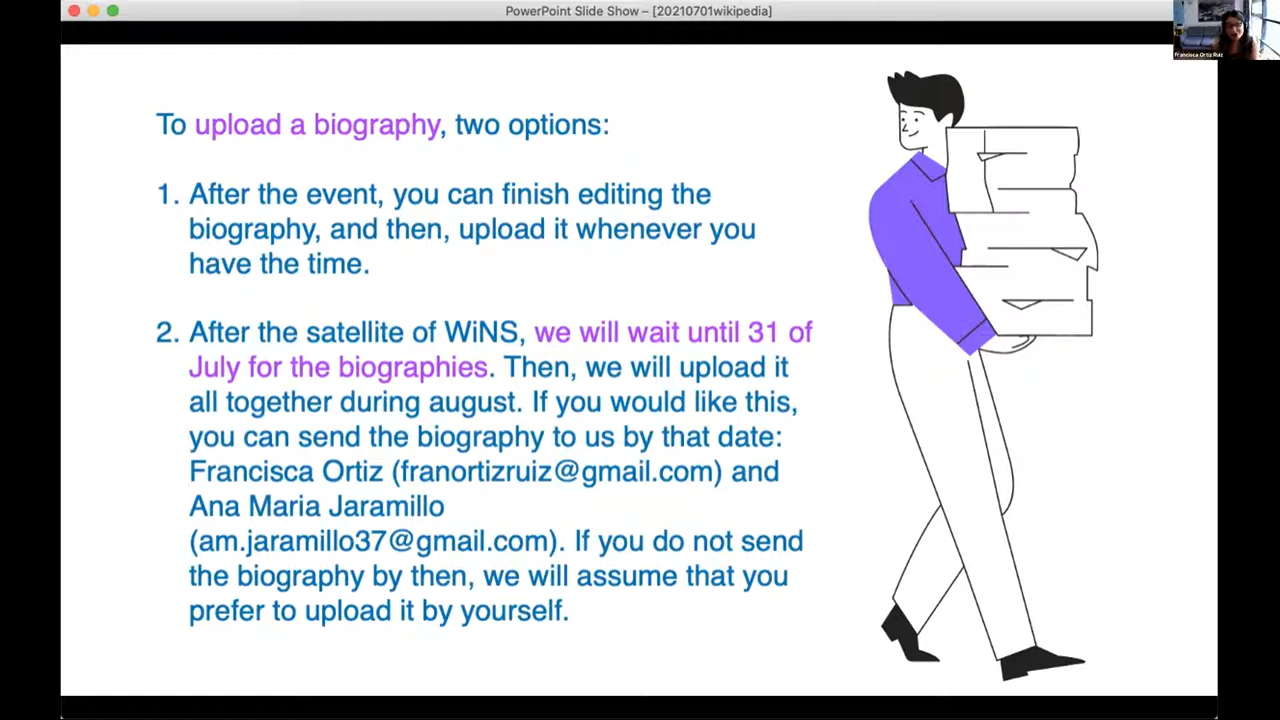 PowerPoint Slide Show – [20210701wikipedia]
Francisca Ortiz Ruiz
To upload a biography, two options:
1. After the event, you can finish editing the
biography, and then, upload it whenever you
have the time.
2. After the satellite of WiNS, we will wait until 31 of
July for the biographies. Then, we will upload it
all together during august. If you would like this,
you can send the biography to us by that date:
Francisca Ortiz (franortizruiz@gmail.com) and
Ana Maria Jaramillo
(am.jaramillo37@gmail.com). If you do not send
the biography by then, we will assume that you
prefer to upload it by yourself.